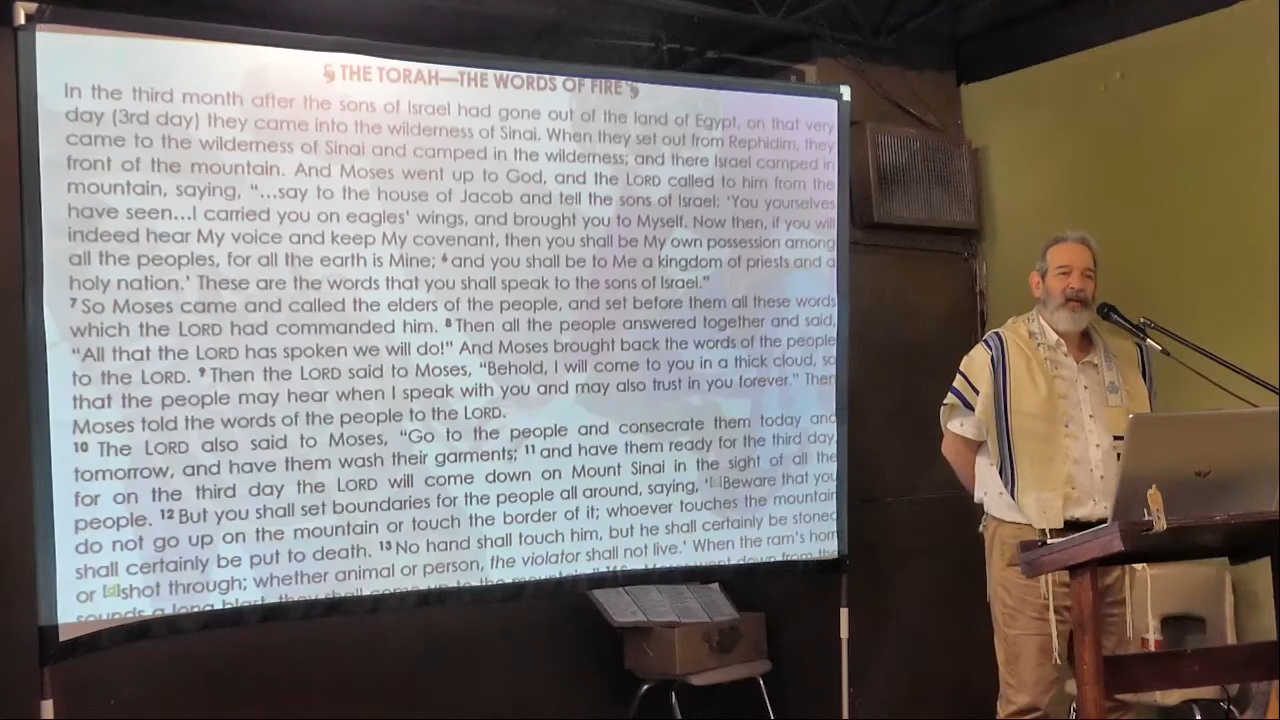 THE TORAH—THE WORDS OF FIRE
In the third month after the sons of Israel had gone out of the land of Egypt, on that very
day (3rd day) they came into the wilderness of Sinai. When they set out from Rephidim, they
came to the wilderness of Sinai and camped in the wilderness; and there Israel camped in
front of the mountain. And Moses went up to God, and the LORD called to him from the
mountain, saying, “...say to the house of Jacob and tell the sons of Israel: ‘You yourselves
have seen...I carried you on eagles’ wings, and brought you to Myself. Now then, if you will
indeed hear My voice and keep My covenant, then you shall be My own possession among
all the peoples, for all the earth is Mine; 6 and you shall be to Me a kingdom of priests and a
holy nation.’ These are the words that you shall speak to the sons of Israel.”
7 So Moses came and called the elders of the people, and set before them all these words
which the LORD had commanded him. 8 Then all the people answered together and said,
“All that the LORD has spoken we will do!” And Moses brought back the words of the people
to the LORD. 9 Then the LORD said to Moses, “Behold, I will come to you in a thick cloud, so
that the people may hear when I speak with you and may also trust in you forever.” Then
Moses told the words of the people to the LORD.
10 The LORD also said to Moses, “Go to the people and consecrate them today and
tomorrow, and have them wash their garments; 11 and have them ready for the third day,
for on the third day the LORD will come down on Mount Sinai in the sight of all the
people. 12 But you shall set boundaries for the people all around, saying, ‘Beware that you
do not go up on the mountain or touch the border of it; whoever touches the mountain
shall certainly be put to death. 13 No hand shall touch him, but he shall certainly be stoned
or shot through; whether animal or person, the violator shall not live.’ When the ram’s horn
sounds a long blast, they shall come up to the mountain.” 14 So Moses went down from the